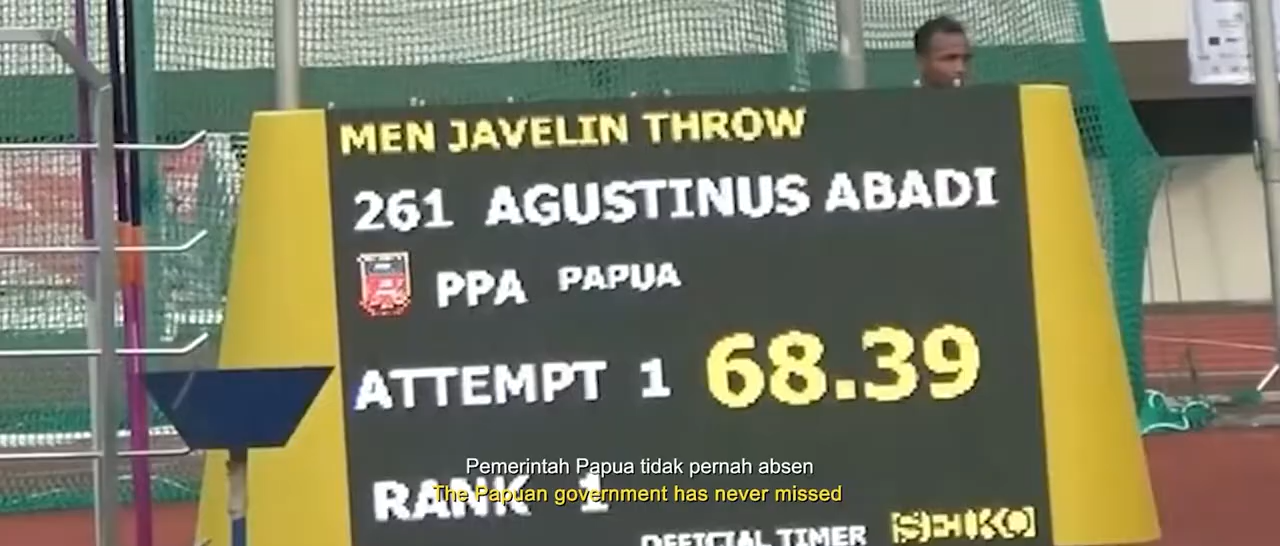 MEN JAVELIN THROW
261 AGUSTINUS ABADI
PPA PAPUA
ATTEMPT 1 68.39
Pemerintah Papua tidak pernah absen
The Papuan government has never missed
RANK 1
OFFICIAL TIMER SEIKO